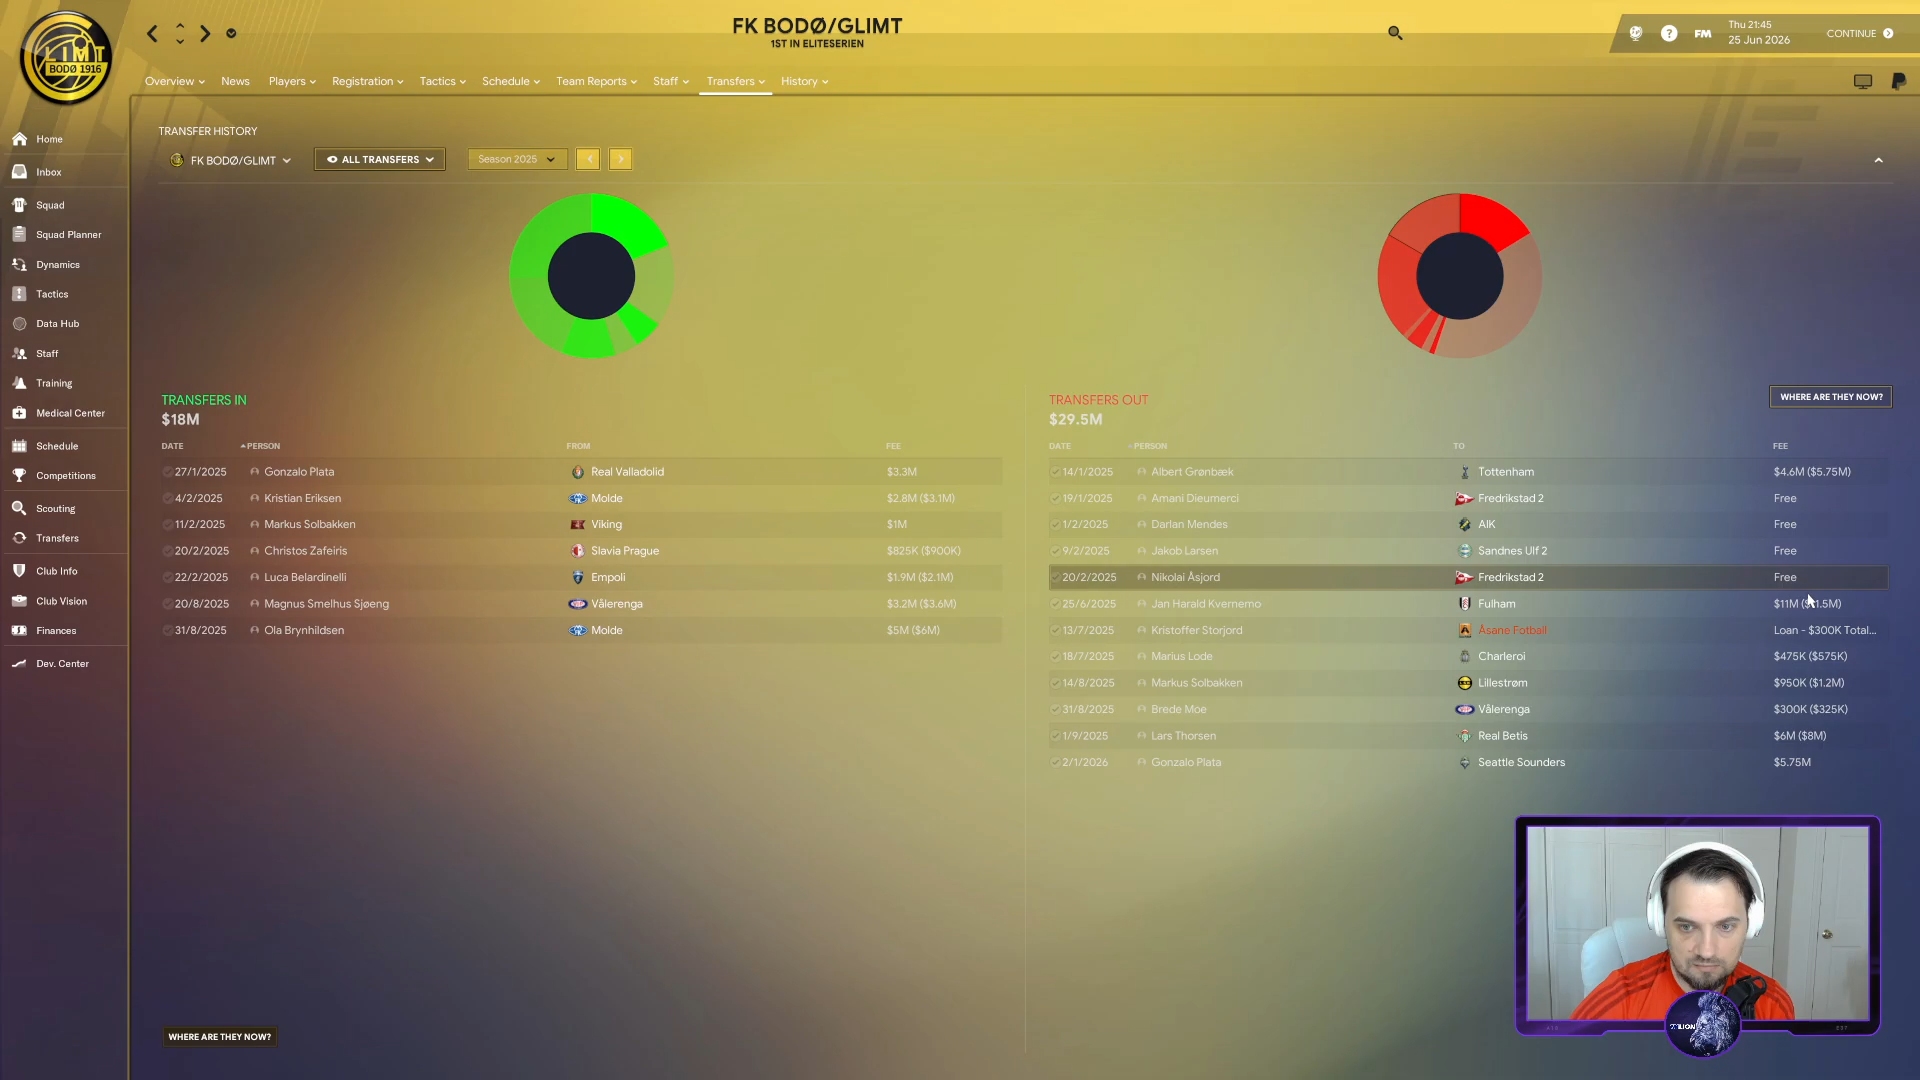 FK BODØ/GLIMT
1ST IN ELITESERIEN
Thu 21:45
25 Jun 2026
FM
CONTINUE
GLIMT
BODØ 1916
Overview
News
Players
Registration
Tactics
Schedule
Team Reports
Staff
Transfers
History
Home
Inbox
Squad
Squad Planner
Dynamics
Tactics
Data Hub
Staff
Training
Medical Center
Schedule
Competitions
Scouting
Transfers
Club Info
Club Vision
Finances
Dev. Center
TRANSFER HISTORY
FK BODØ/GLIMT
ALL TRANSFERS
Season 2025
TRANSFERS IN
$18M
DATE PERSON FROM FEE
27/1/2025 Gonzalo Plata Real Valladolid $3.3M
4/2/2025 Kristian Eriksen Molde $2.8M ($3.1M)
11/2/2025 Markus Solbakken Viking $1M
20/2/2025 Christos Zafeiris Slavia Prague $825K ($900K)
22/2/2025 Luca Belardinelli Empoli $1.9M ($2.1M)
20/8/2025 Magnus Smelhus Sjøeng Vålerenga $3.2M ($3.6M)
31/8/2025 Ola Brynhildsen Molde $5M ($6M)
WHERE ARE THEY NOW?
TRANSFERS OUT
$29.5M
WHERE ARE THEY NOW?
DATE PERSON TO FEE
14/1/2025 Albert Grønbæk Tottenham $4.6M ($5.75M)
19/1/2025 Amani Dieumerci Fredrikstad 2 Free
1/2/2025 Darlan Mendes AIK Free
9/2/2025 Jakob Larsen Sandnes Ulf 2 Free
20/2/2025 Nikolai Åsjord Fredrikstad 2 Free
25/6/2025 Jan Harald Kvernemo Fulham $11M
13/7/2025 Kristoffer Storjord Åsane Fotball Loan - $300K Total...
18/7/2025 Marius Lode Charleroi $475K ($575K)
14/8/2025 Markus Solbakken Lillestrøm $950K ($1.2M)
31/8/2025 Brede Moe Vålerenga $300K ($325K)
1/9/2025 Lars Thorsen Real Betis $6M ($8M)
2/1/2026 Gonzalo Plata Seattle Sounders $5.75M